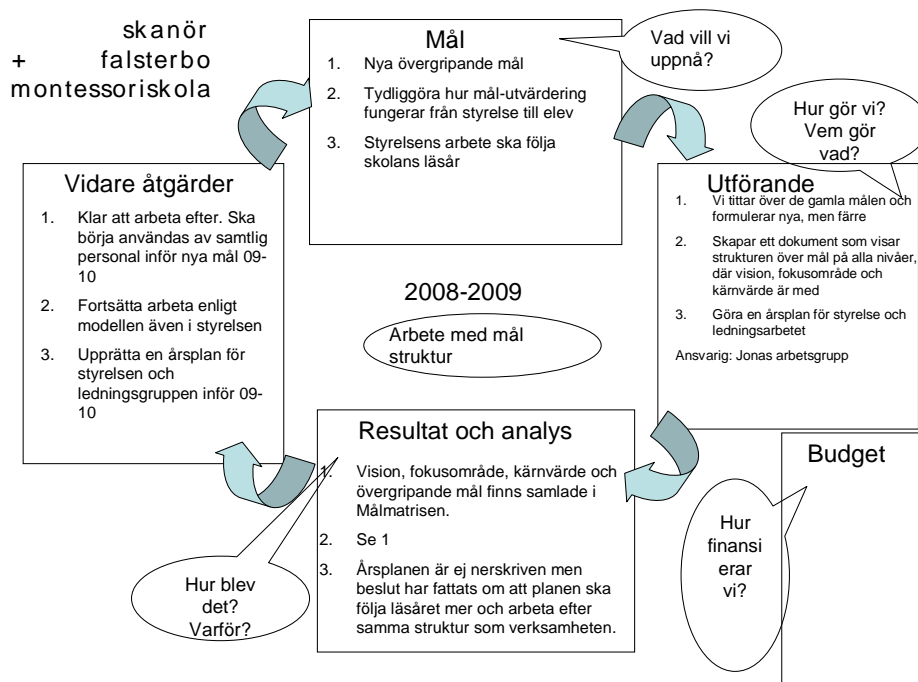 skanör
+ falsterbo
montessoriskola
Mål
1. Nya övergripande mål
2. Tydliggöra hur mål-utvärdering
fungerar från styrelse till elev
3. Styrelsens arbete ska följa
skolans läsår
Vad vill vi
uppnå?
Hur gör vi?
Vem gör
vad?
Utförande
1. Vi tittar över de gamla målen och
formulerar nya, men färre
2. Skapar ett dokument som visar
strukturen över mål på alla nivåer,
där vision, fokusområde och
kärnvärde är med
3. Göra en årsplan för styrelse och
ledningsarbetet
Ansvarig: Jonas arbetsgrupp
Vidare åtgärder
1. Klar att arbeta efter. Ska
börja användas av samtlig
personal inför nya mål 09-
10
2. Fortsätta arbeta enligt
modellen även i styrelsen
3. Upprätta en årsplan för
styrelsen och
ledningsgruppen inför 09-
10
2008-2009
Arbete med mål
struktur
Resultat och analys
1. Vision, fokusområde, kärnvärde och
övergripande mål finns samlade i
Målmatrisen.
2. Se 1
3. Årsplanen är ej nerskriven men
beslut har fattats om att planen ska
följa läsåret mer och arbeta efter
samma struktur som verksamheten.
Hur blev
det?
Varför?
Budget
Hur
finansi
erar
vi?